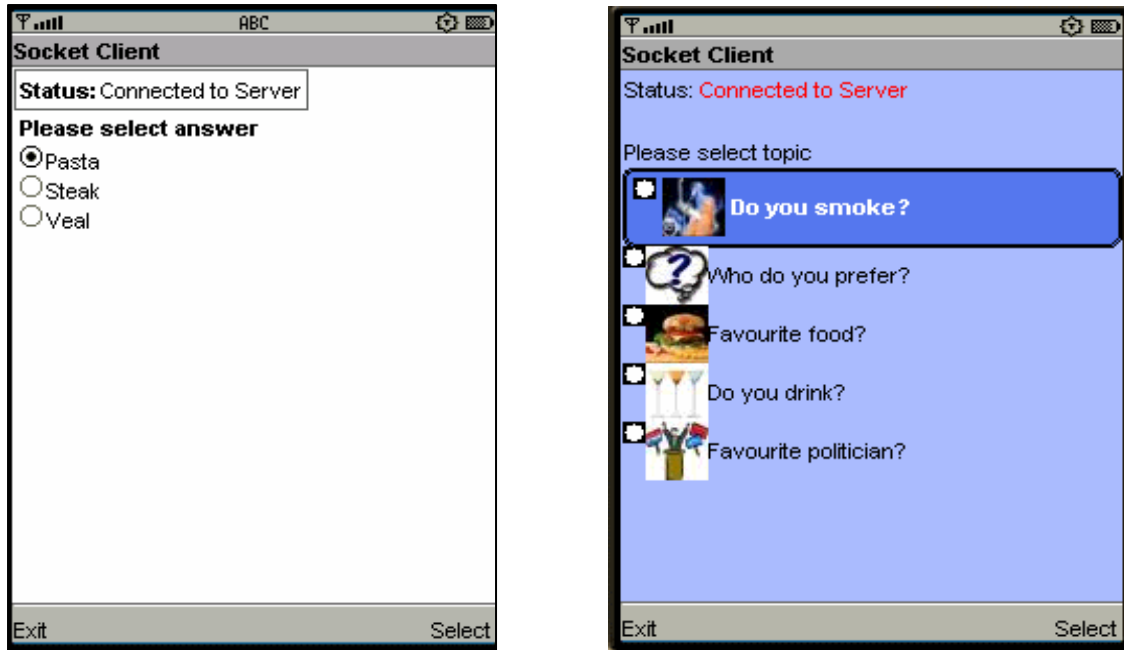 ABC
Socket Client
Status: Connected to Server
Please select answer
Pasta
Steak
Veal
Exit Select
Socket Client
Status: Connected to Server
Please select topic
Do you smoke?
Who do you prefer?
Favourite food?
Do you drink?
Favourite politician?
Exit Select